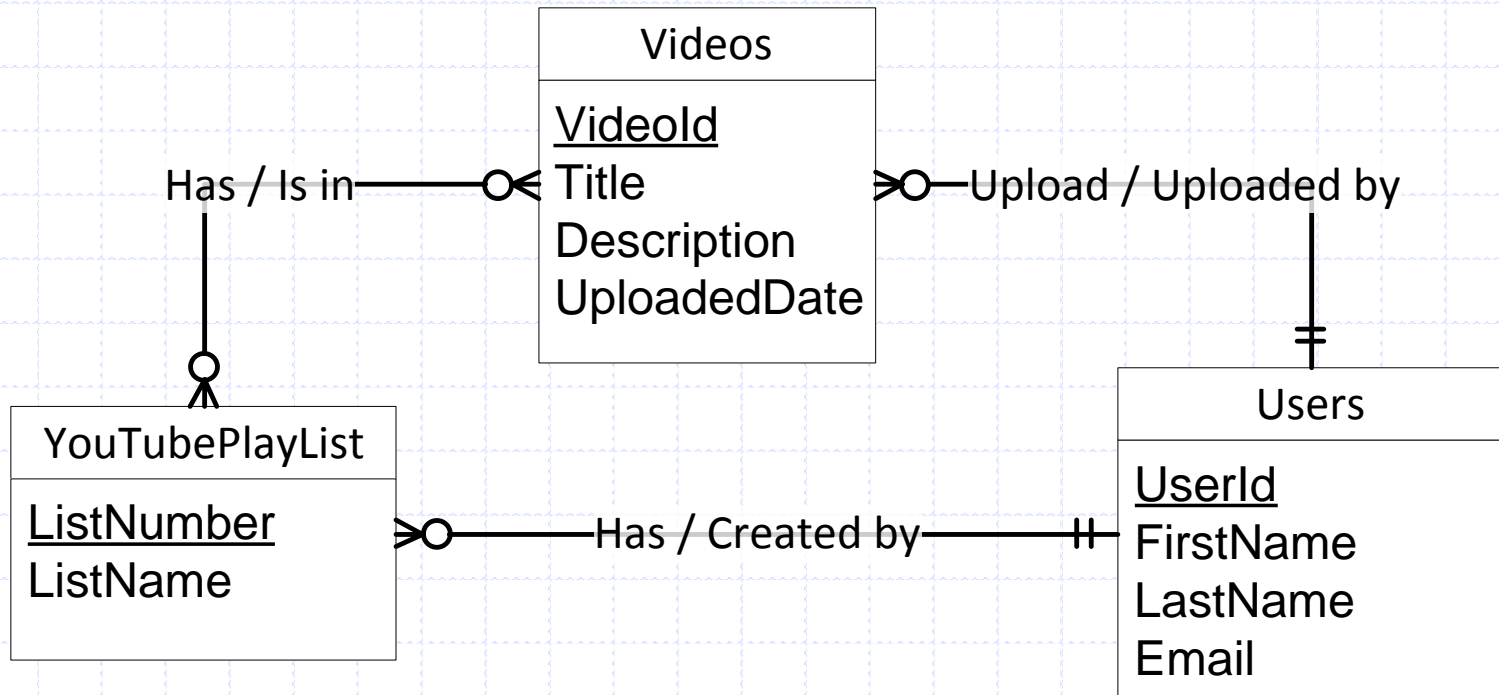 Videos
VideoId
Title
Description
UploadedDate
Has / Is in
Upload / Uploaded by
YouTubePlayList
ListNumber
ListName
Has / Created by
Users
UserId
FirstName
LastName
Email